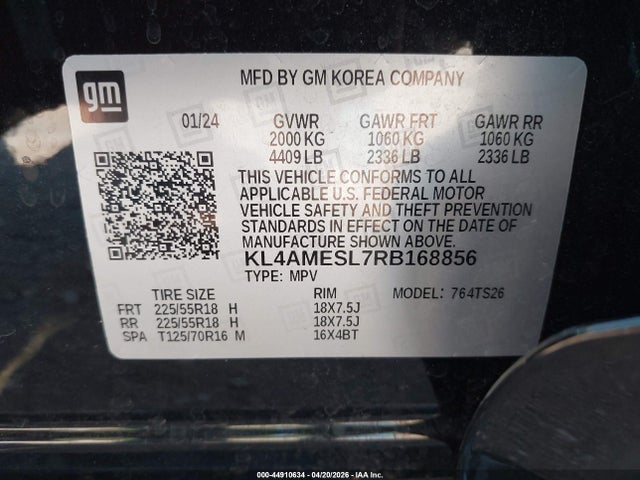 gm
MFD BY GM KOREA COMPANY
01/24 GVWR GAWR FRT GAWR RR
2000 KG 1060 KG 1060 KG
4409 LB 2336 LB 2336 LB
THIS VEHICLE CONFORMS TO ALL
APPLICABLE U.S. FEDERAL MOTOR
VEHICLE SAFETY AND THEFT PREVENTION
STANDARDS IN EFFECT ON THE DATE OF
MANUFACTURE SHOWN ABOVE.
KL4AMESL7RB168856
TYPE: MPV
TIRE SIZE RIM MODEL: 764TS26
FRT 225/55R18 H 18X7.5J
RR 225/55R18 H 18X7.5J
SPA T125/70R16 M 16X4BT
000-44910634 - 04/20/2026 - IAA Inc.